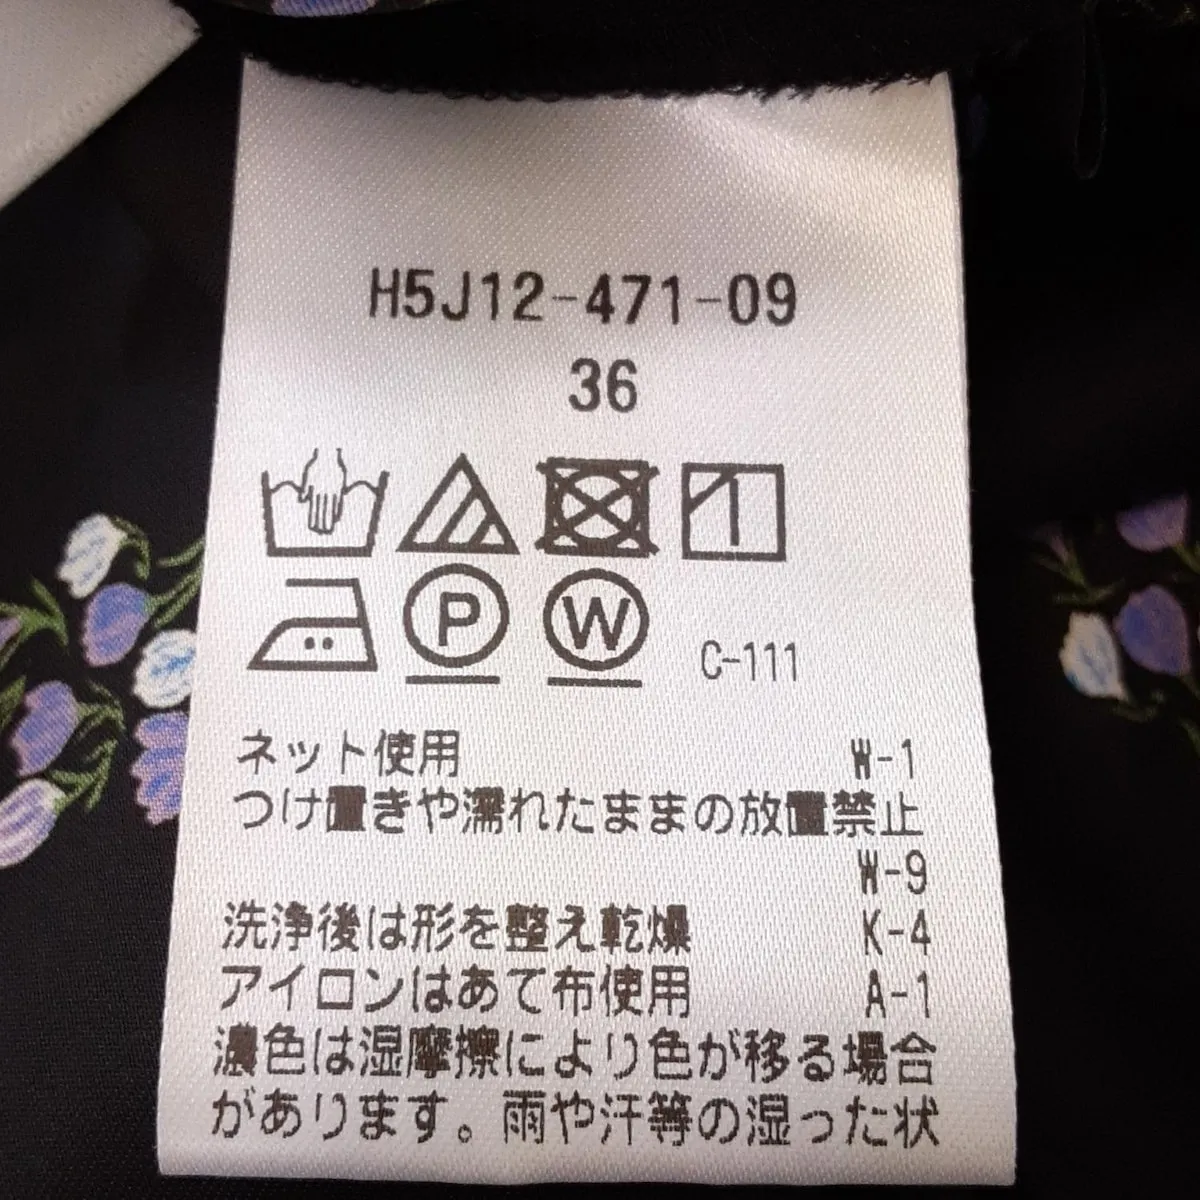 H5J12-471-09
36
P W C-111
ネット使用 W-1
つけ置きや濡れたままの放置禁止
W-9
洗浄後は形を整え乾燥 K-4
アイロンはあて布使用 A-1
濃色は湿摩擦により色が移る場合
があります。雨や汗等の湿った状